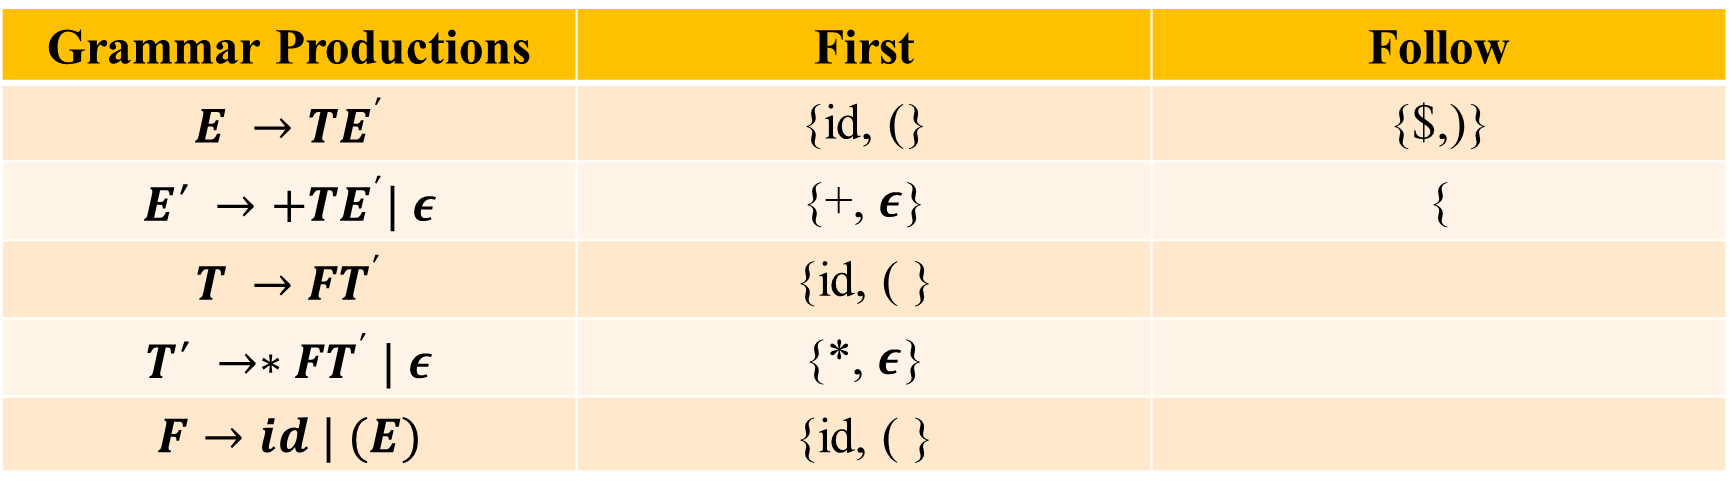 Grammar Productions First Follow
E → TE′ {id, (} {$,)}
E′ → +TE′ | ϵ {+, ϵ} {
T → FT′ {id, ( }
T′ →∗ FT′ | ϵ {*, ϵ}
F → id | (E) {id, ( }